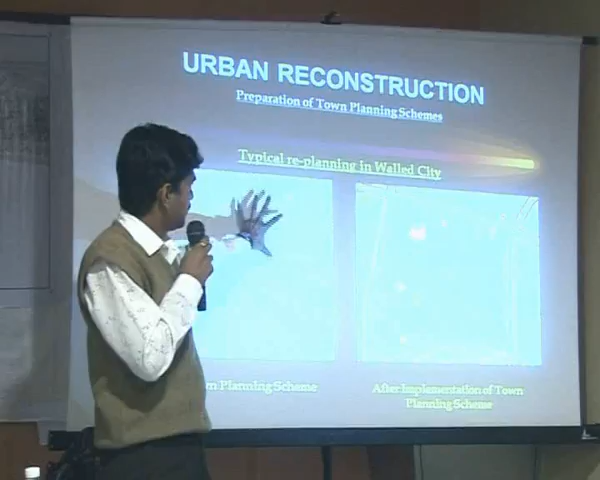 URBAN RECONSTRUCTION
Preparation of Town Planning Schemes
Typical re-planning in Walled City
Planning Scheme
After Implementation of Town
Planning Scheme